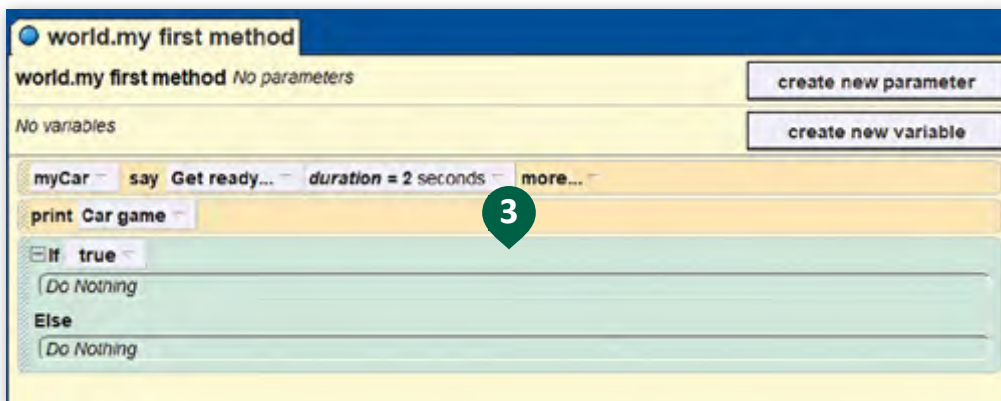 world.my first method
world.my first method No parameters
create new parameter
No variables
create new variable
myCar say Get ready... duration = 2 seconds more...
print Car game
3
If true
Do Nothing
Else
Do Nothing